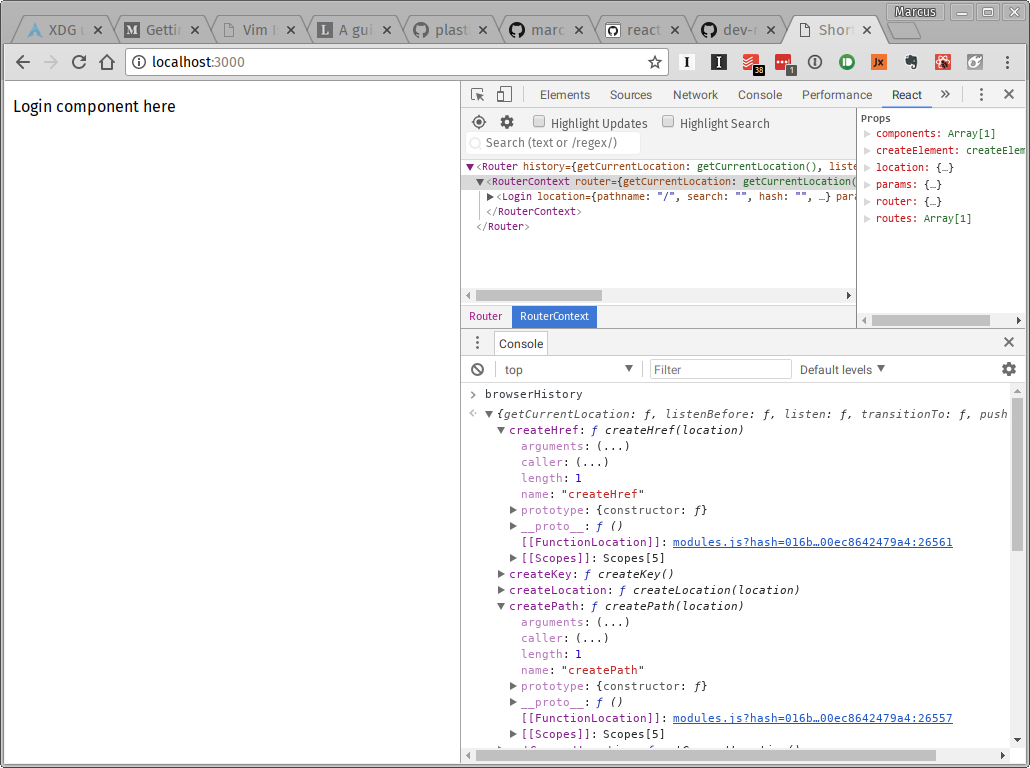 Marcus
XDG
Gettin
Vim
A gui
plast
marc
react
dev-r
Short
localhost:3000
38
1
Jx
Login component here
Elements Sources Network Console Performance React »
Highlight Updates Highlight Search
Search (text or /regex/)
<Router history={getCurrentLocation: getCurrentLocation(), liste
<RouterContext router={getCurrentLocation: getCurrentLocation(
<Login location={pathname: "/", search: "", hash: "", …} para
</RouterContext>
</Router>
Router RouterContext
Props
components: Array[1]
createElement: createElem
location: {…}
params: {…}
router: {…}
routes: Array[1]
Console
top Filter Default levels
browserHistory
{getCurrentLocation: ƒ, listenBefore: ƒ, listen: ƒ, transitionTo: ƒ, push
createHref: ƒ createHref(location)
arguments: (...)
caller: (...)
length: 1
name: "createHref"
prototype: {constructor: ƒ}
__proto__: ƒ ()
[[FunctionLocation]]: modules.js?hash=016b…00ec8642479a4:26561
[[Scopes]]: Scopes[5]
createKey: ƒ createKey()
createLocation: ƒ createLocation(location)
createPath: ƒ createPath(location)
arguments: (...)
caller: (...)
length: 1
name: "createPath"
prototype: {constructor: ƒ}
__proto__: ƒ ()
[[FunctionLocation]]: modules.js?hash=016b…00ec8642479a4:26557
[[Scopes]]: Scopes[5]